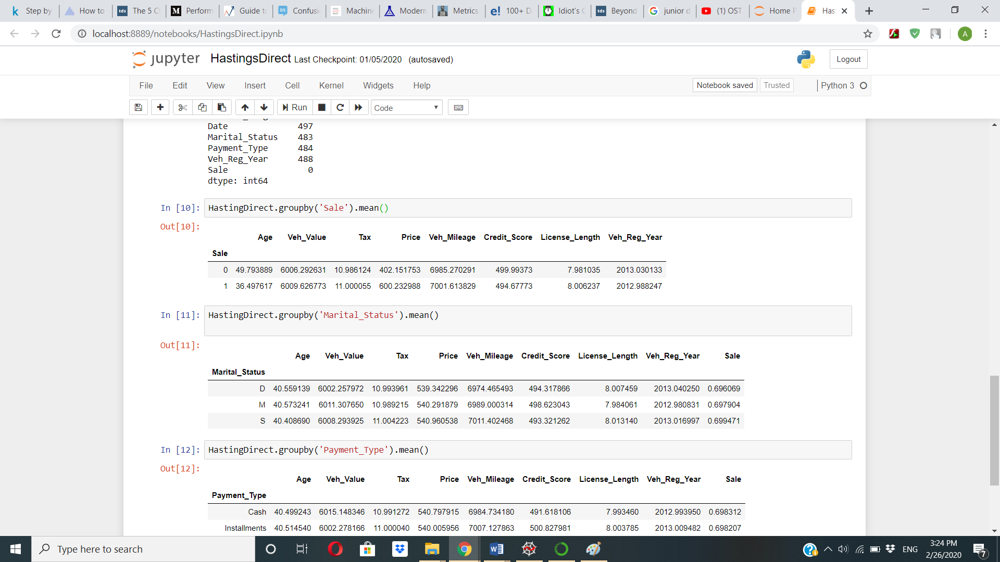 Step by
How to
The 5 C
Perform
Guide t
Confusi
Machin
Modern
Metrics
100+ D
Idiot's
Beyond
junior d
(1) OST
Home P
Has
localhost:8889/notebooks/HastingsDirect.ipynb
A
jupyter HastingsDirect Last Checkpoint: 01/05/2020 (autosaved)
Logout
File Edit View Insert Cell Kernel Widgets Help
Notebook saved Trusted Python 3
Run Code
Date 497
Marital_Status 483
Payment_Type 484
Veh_Reg_Year 488
Sale 0
dtype: int64
In [10]: HastingDirect.groupby('Sale').mean()
Out[10]:
Age Veh_Value Tax Price Veh_Mileage Credit_Score License_Length Veh_Reg_Year
Sale
0 49.793889 6006.292631 10.986124 402.151753 6985.270291 499.99373 7.981035 2013.030133
1 36.497617 6009.626773 11.000055 600.232988 7001.613829 494.67773 8.006237 2012.988247
In [11]: HastingDirect.groupby('Marital_Status').mean()
Out[11]:
Age Veh_Value Tax Price Veh_Mileage Credit_Score License_Length Veh_Reg_Year Sale
Marital_Status
D 40.559139 6002.257972 10.993961 539.342296 6974.465493 494.317866 8.007459 2013.040250 0.696069
M 40.573241 6011.307650 10.989215 540.291879 6989.000314 498.623043 7.984061 2012.980831 0.697904
S 40.408690 6008.293925 11.004223 540.960538 7011.402468 493.321262 8.013140 2013.016997 0.699471
In [12]: HastingDirect.groupby('Payment_Type').mean()
Out[12]:
Age Veh_Value Tax Price Veh_Mileage Credit_Score License_Length Veh_Reg_Year Sale
Payment_Type
Cash 40.499243 6015.148346 10.991272 540.797915 6984.734180 491.618106 7.993460 2012.993950 0.698312
Installments 40.514540 6002.278166 11.000040 540.005956 7007.127863 500.827981 8.003785 2013.009482 0.698207
Type here to search
ENG
3:24 PM
2/26/2020
7